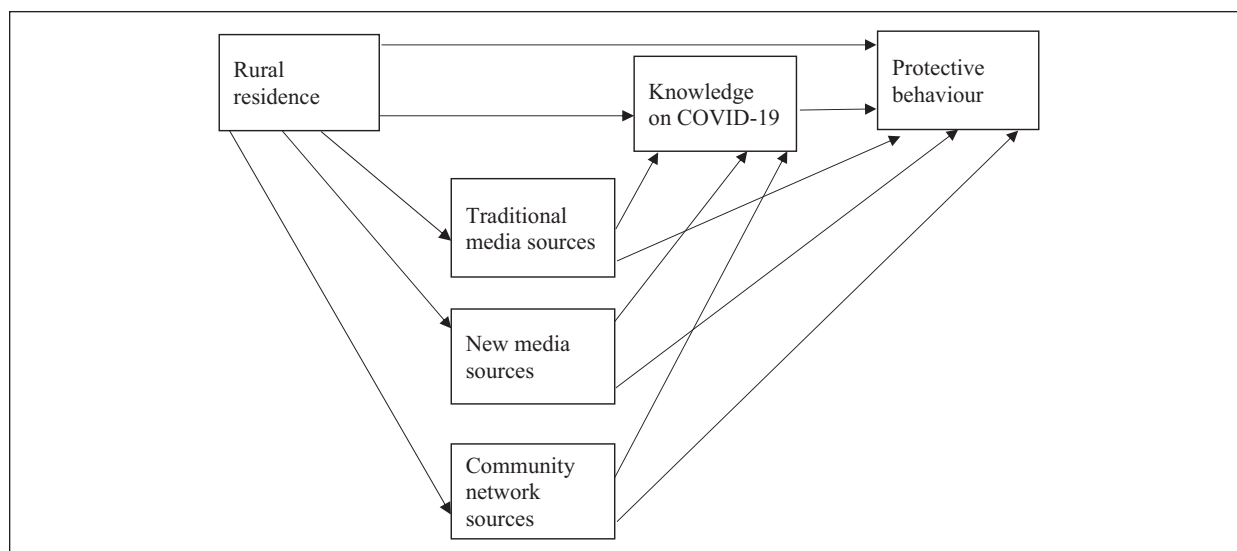 Rural
residence
Knowledge
on COVID-19
Protective
behaviour
Traditional
media sources
New media
sources
Community
network
sources